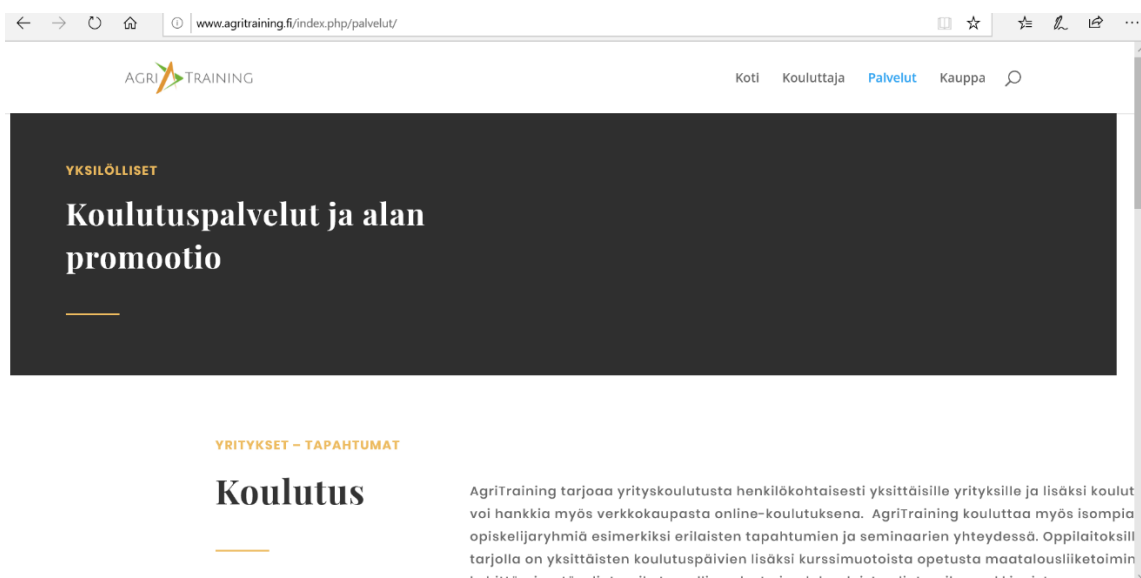 www.agritraining.fi/index.php/palvelut/
AGRI TRAINING
Koti Kouluttaja Palvelut Kauppa
YKSILÖLLISET
Koulutuspalvelut ja alan
promootio
YRITYKSET – TAPAHTUMAT
Koulutus
AgriTraining tarjoaa yrityskoulutusta henkilökohtaisesti yksittäisille yrityksille ja lisäksi koulut
voi hankkia myös verkkokaupasta online-koulutuksena. AgriTraining kouluttaa myös isompia
opiskelijaryhmiä esimerkiksi erilaisten tapahtumien ja seminaarien yhteydessä. Oppilaitoksill
tarjolla on yksittäisten koulutuspäivien lisäksi kurssimuotoista opetusta maatalousliiketoimin